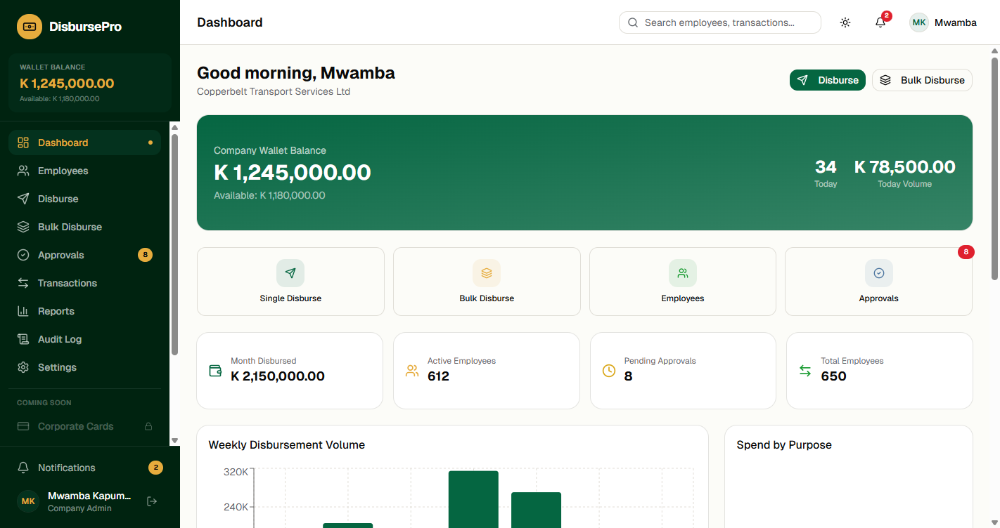 DisbursePro
WALLET BALANCE
K 1,245,000.00
Available: K 1,180,000.00
Dashboard
Employees
Disburse
Bulk Disburse
Approvals 8
Transactions
Reports
Audit Log
Settings
COMING SOON
Corporate Cards
Notifications 2
MK Mwamba Kapum...
Company Admin
Dashboard
Search employees, transactions...
2
MK Mwamba
Good morning, Mwamba
Copperbelt Transport Services Ltd
Disburse
Bulk Disburse
Company Wallet Balance
K 1,245,000.00
Available: K 1,180,000.00
34
Today
K 78,500.00
Today Volume
Single Disburse
Bulk Disburse
Employees
8
Approvals
Month Disbursed
K 2,150,000.00
Active Employees
612
Pending Approvals
8
Total Employees
650
Weekly Disbursement Volume
320K
240K
Spend by Purpose